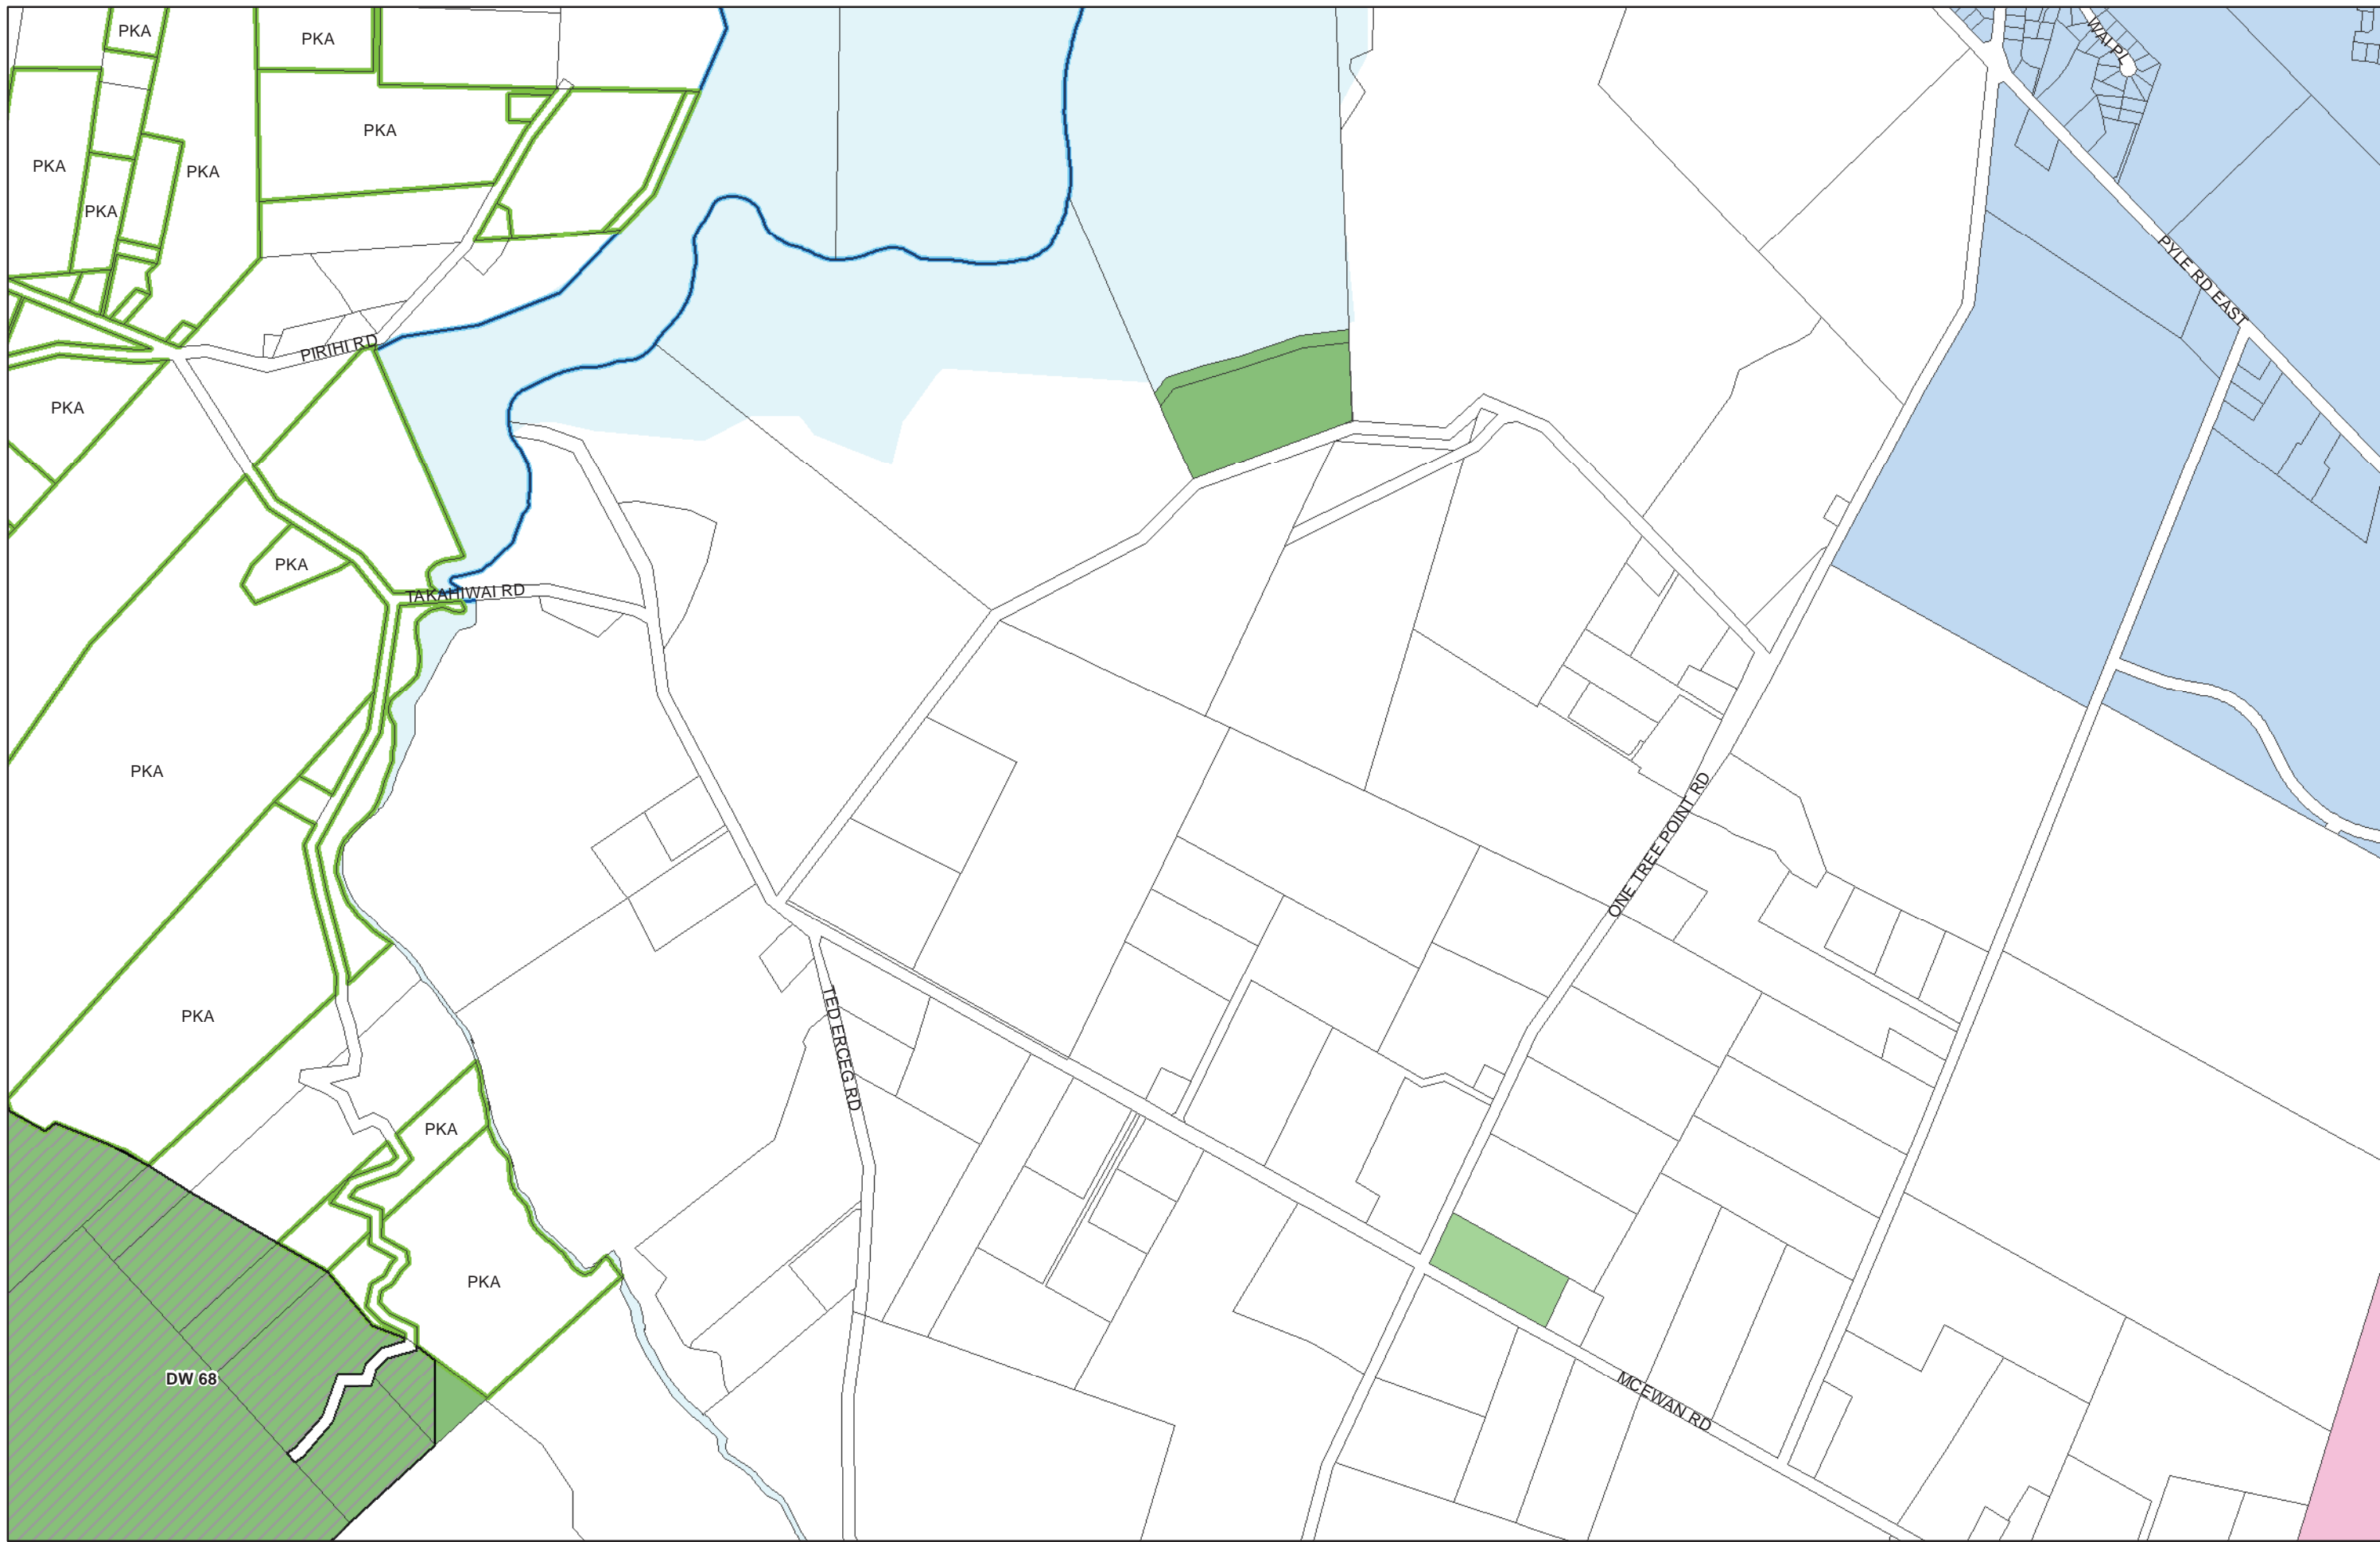 PKA
PKA
WAI PL
PKA
PKA
PKA
PKA
PYLE RD EAST
PIRIHI RD
PKA
PKA
TAKAHIWAI RD
PKA
ONE TREE POINT RD
PKA
TED ERCEG RD
PKA
PKA
DW 68
MCEWAN RD